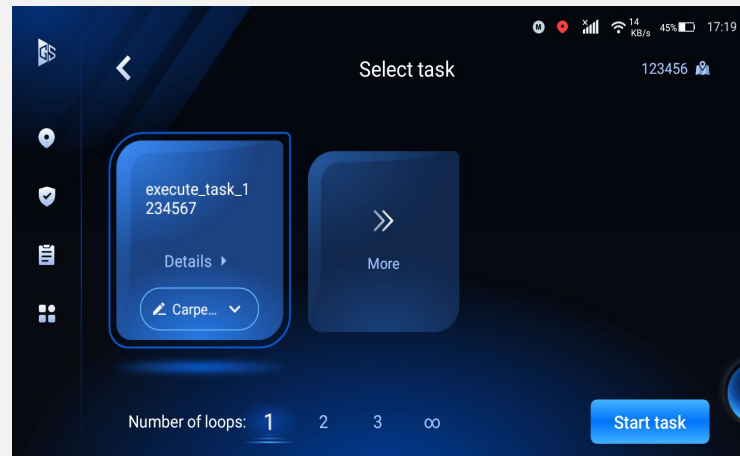 M 14 KB/s 45% 17:19
GS
Select task
123456
execute_task_1
234567
Details
More
Carpe...
Number of loops: 1 2 3 ∞
Start task